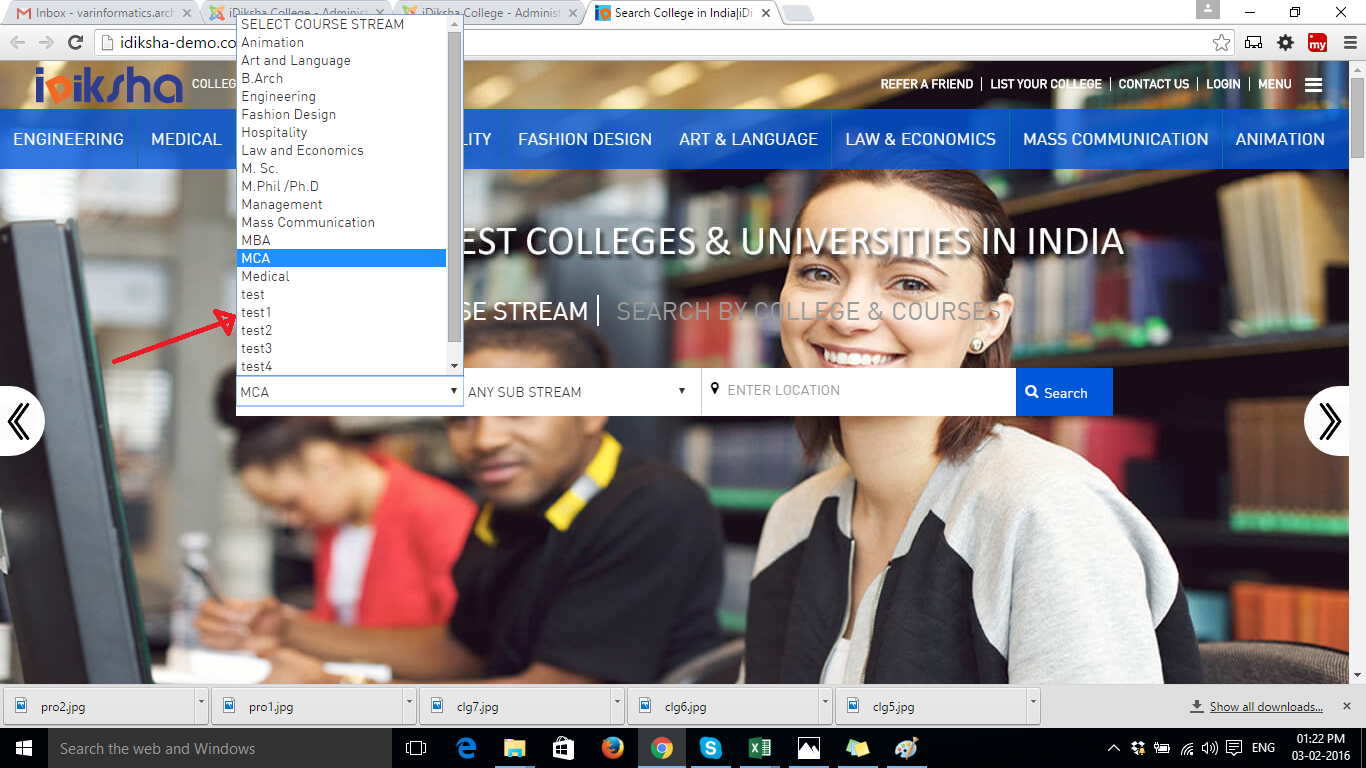 Inbox - varinformatics.arch
iDiksha College - Administ
iDiksha College - Administ
Search College in India|iDi
idiksha-demo.co
my
SELECT COURSE STREAM
Animation
Art and Language
B.Arch
Engineering
Fashion Design
Hospitality
Law and Economics
M. Sc.
M.Phil /Ph.D
Management
Mass Communication
MBA
MCA
Medical
test
test1
test2
test3
test4
iDiksha
COLLEG
REFER A FRIEND
LIST YOUR COLLEGE
CONTACT US
LOGIN
MENU
ENGINEERING
MEDICAL
LITY
FASHION DESIGN
ART & LANGUAGE
LAW & ECONOMICS
MASS COMMUNICATION
ANIMATION
EST COLLEGES & UNIVERSITIES IN INDIA
SE STREAM
SEARCH BY COLLEGE & COURSES
MCA
ANY SUB STREAM
ENTER LOCATION
Search
pro2.jpg
pro1.jpg
clg7.jpg
clg6.jpg
clg5.jpg
Show all downloads...
Search the web and Windows
ENG
01:22 PM
03-02-2016